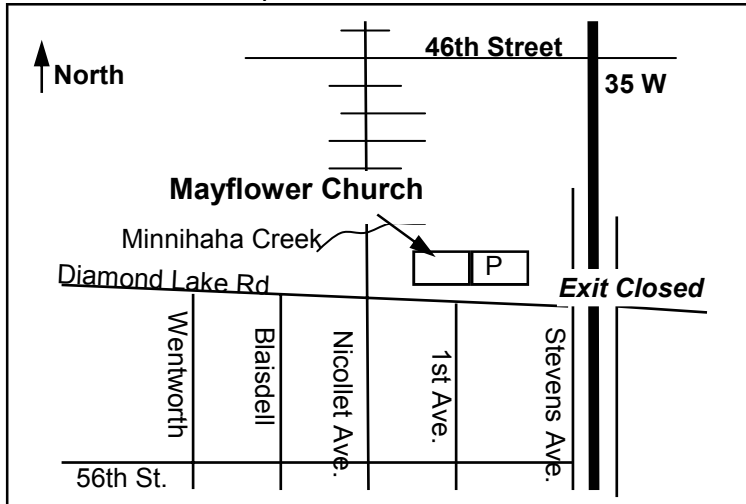 46th Street
North
35 W
Mayflower Church
Minnihaha Creek
P
Diamond Lake Rd
Exit Closed
Wentworth
Blaisdell
Nicollet Ave.
1st Ave.
Stevens Ave.
56th St.